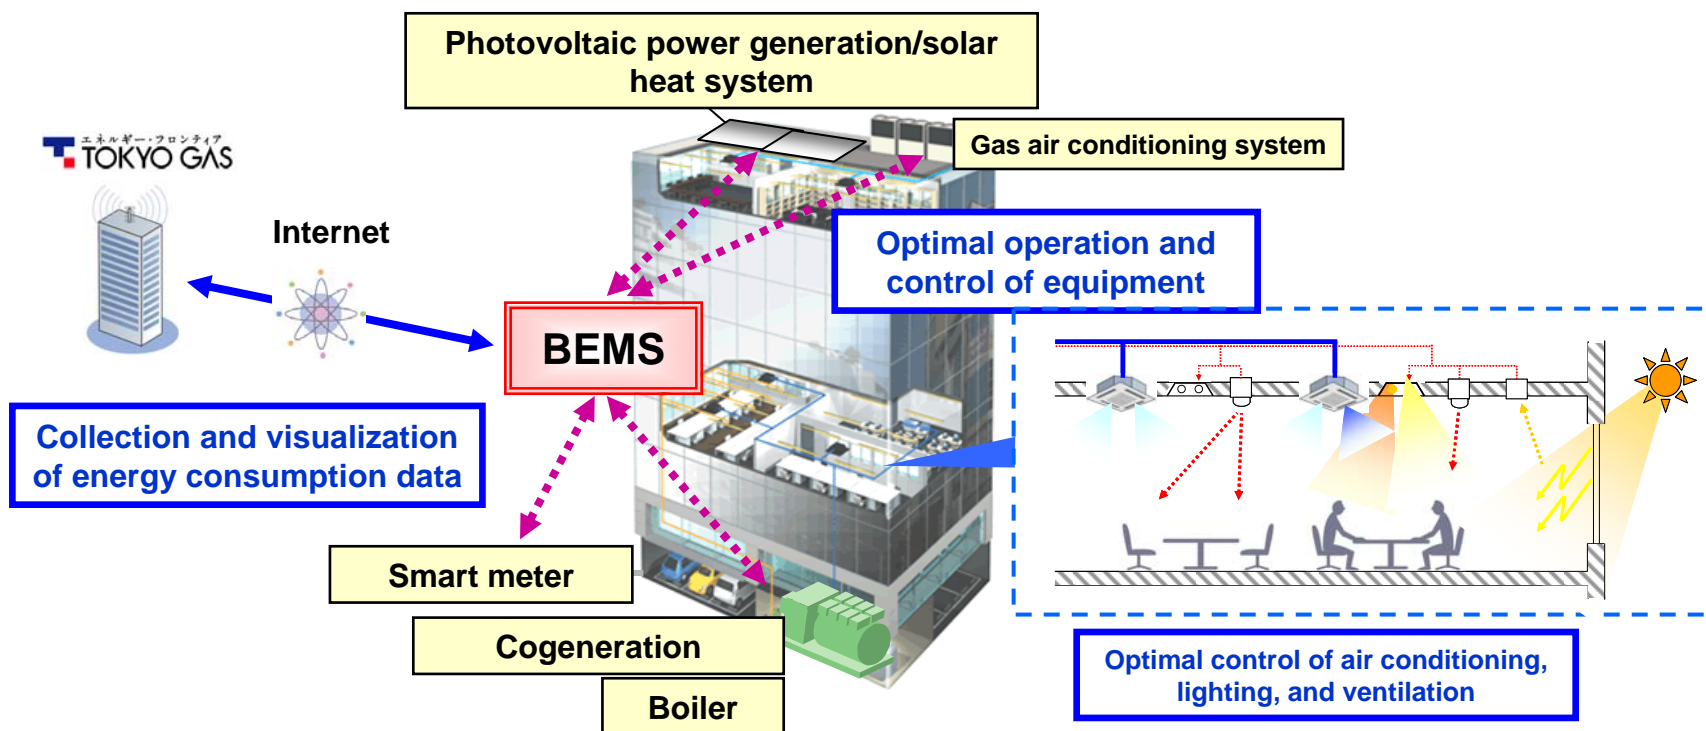 Photovoltaic power generation/solar
heat system
エネルギー・フロンティア
TOKYO GAS
Gas air conditioning system
Internet
Optimal operation and
control of equipment
BEMS
Collection and visualization
of energy consumption data
Smart meter
Cogeneration
Boiler
Optimal control of air conditioning,
lighting, and ventilation